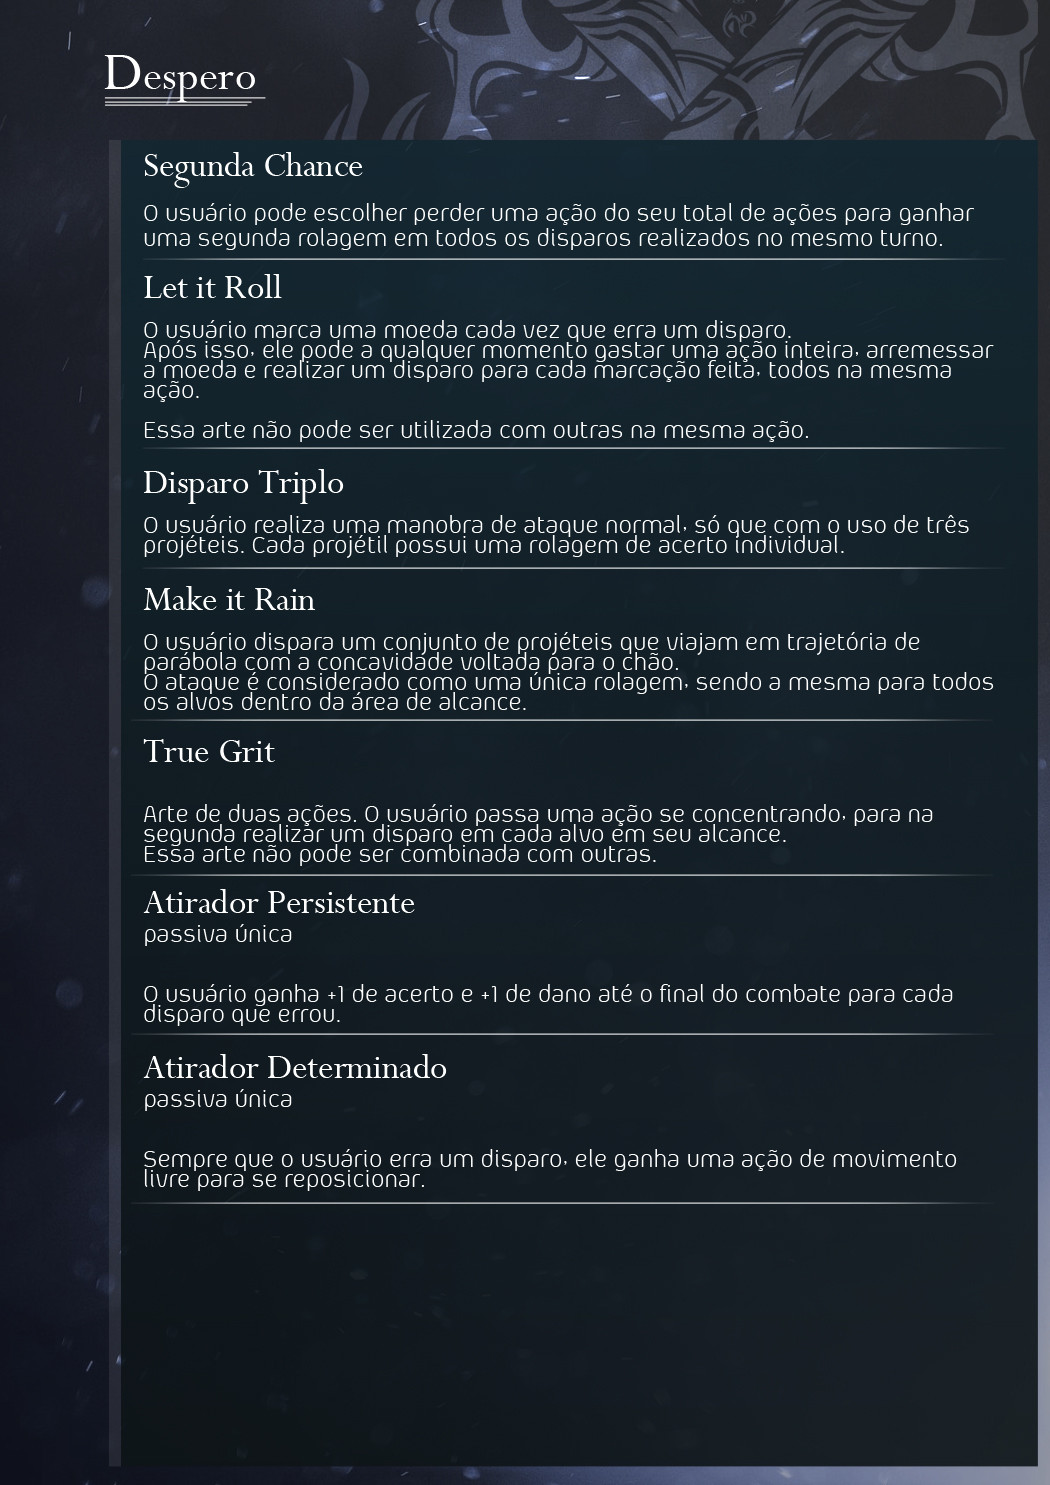 Despero
Segunda Chance
O usuário pode escolher perder uma ação do seu total de ações para ganhar
uma segunda rolagem em todos os disparos realizados no mesmo turno.
Let it Roll
O usuário marca uma moeda cada vez que erra um disparo.
Após isso, ele pode a qualquer momento gastar uma ação inteira, arremessar
a moeda e realizar um disparo para cada marcação feita, todos na mesma
ação.
Essa arte não pode ser utilizada com outras na mesma ação.
Disparo Triplo
O usuário realiza uma manobra de ataque normal, só que com o uso de três
projéteis. Cada projétil possui uma rolagem de acerto individual.
Make it Rain
O usuário dispara um conjunto de projéteis que viajam em trajetória de
parábola com a concavidade voltada para o chão.
O ataque é considerado como uma única rolagem, sendo a mesma para todos
os alvos dentro da área de alcance.
True Grit
Arte de duas ações. O usuário passa uma ação se concentrando, para na
segunda realizar um disparo em cada alvo em seu alcance.
Essa arte não pode ser combinada com outras.
Atirador Persistente
passiva única
O usuário ganha +1 de acerto e +1 de dano até o final do combate para cada
disparo que errou.
Atirador Determinado
passiva única
Sempre que o usuário erra um disparo, ele ganha uma ação de movimento
livre para se reposicionar.